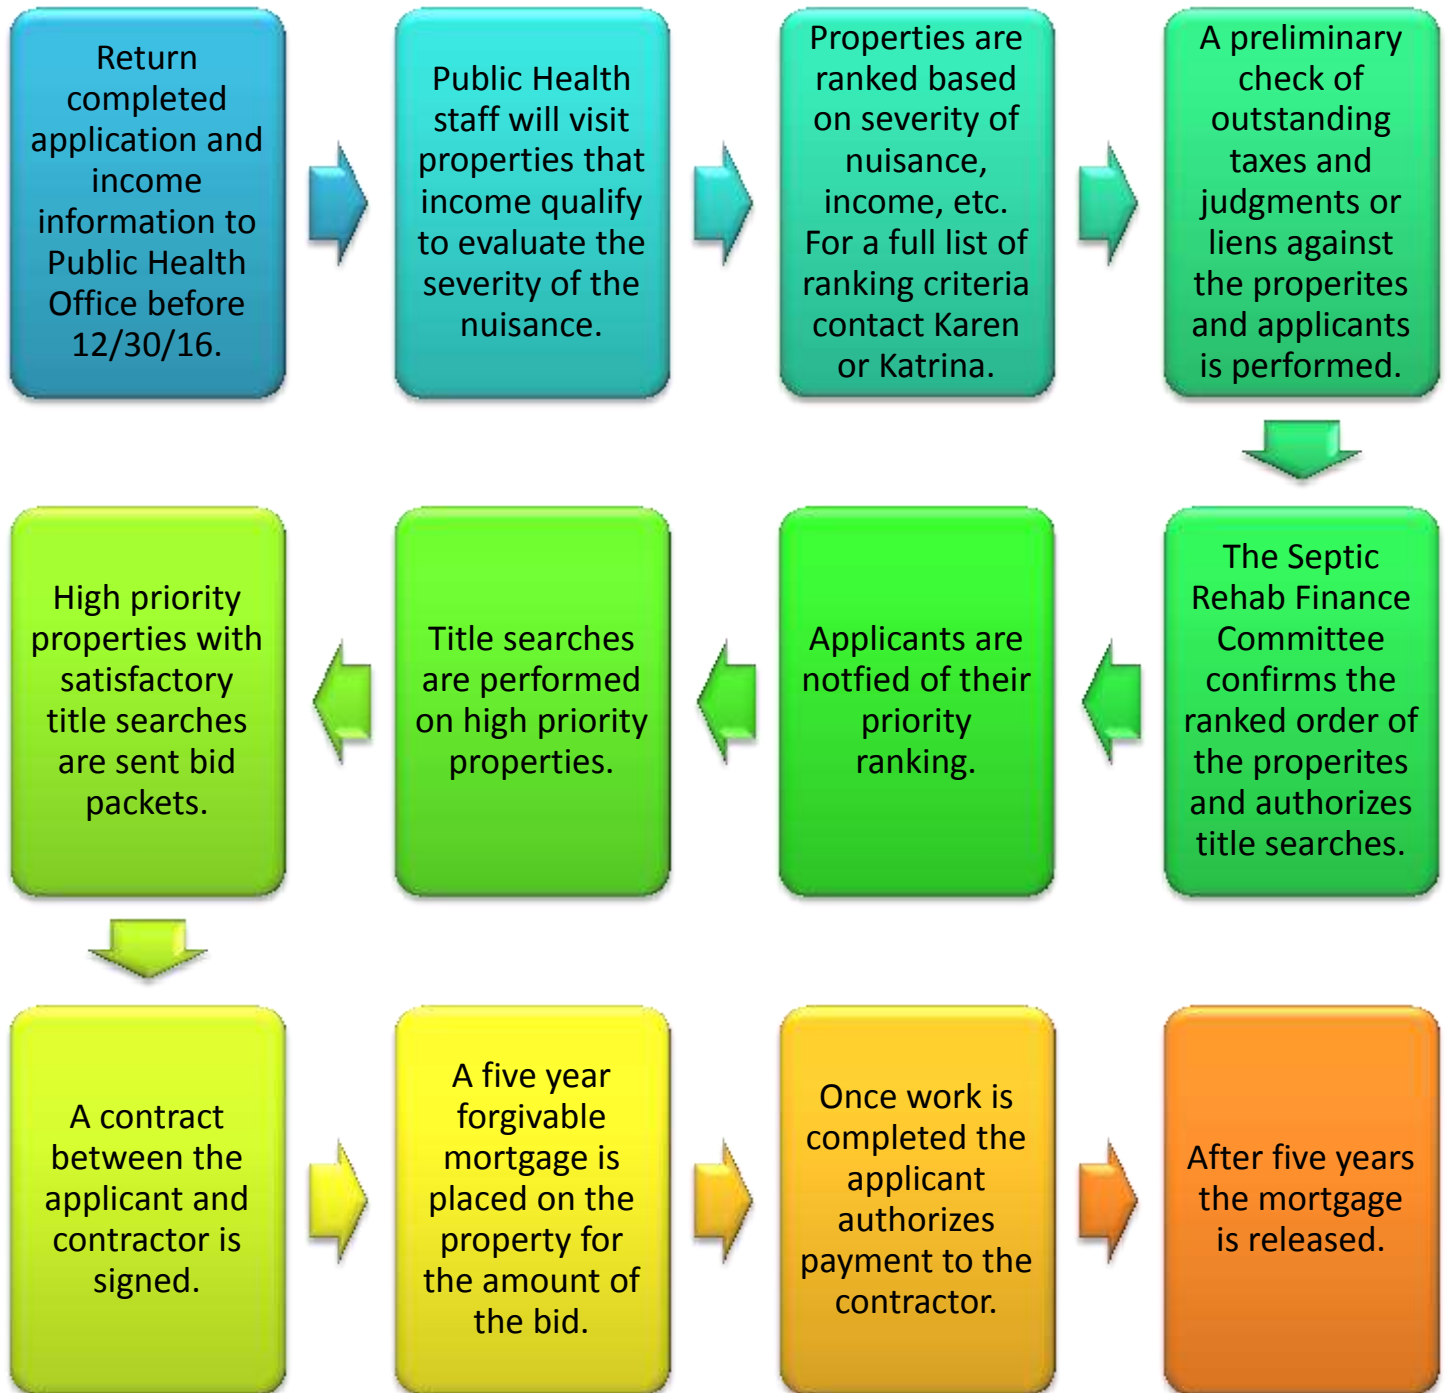 Return
completed
application and
income
information to
Public Health
Office before
12/30/16.
Public Health
staff will visit
properties that
income qualify
to evaluate the
severity of the
nuisance.
Properties are
ranked based
on severity of
nuisance,
income, etc.
For a full list of
ranking criteria
contact Karen
or Katrina.
A preliminary
check of
outstanding
taxes and
judgments or
liens against
the properites
and applicants
is performed.
The Septic
Rehab Finance
Committee
confirms the
ranked order of
the properites
and authorizes
title searches.
Applicants are
notfied of their
priority
ranking.
Title searches
are performed
on high priority
properties.
High priority
properties with
satisfactory
title searches
are sent bid
packets.
A contract
between the
applicant and
contractor is
signed.
A five year
forgivable
mortgage is
placed on the
property for
the amount of
the bid.
Once work is
completed the
applicant
authorizes
payment to the
contractor.
After five years
the mortgage
is released.